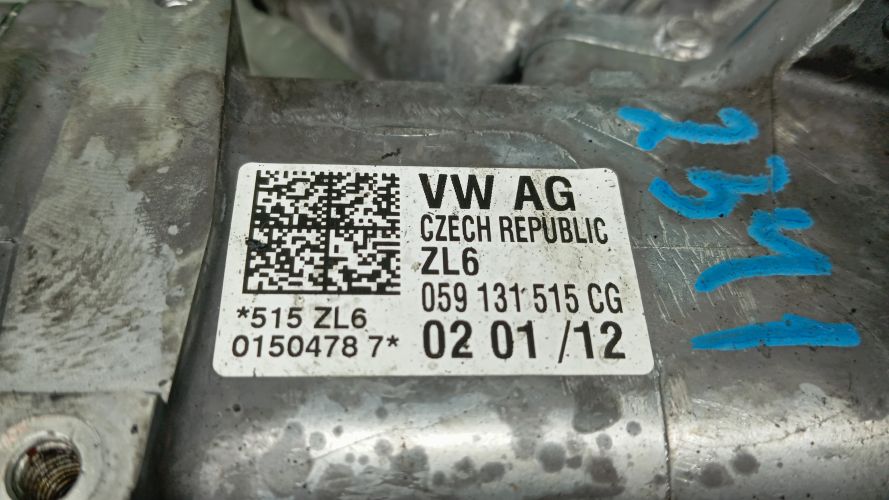 VW AG
CZECH REPUBLIC
ZL6
059 131 515 CG
*515 ZL6
0150478 7*
02 01 /12